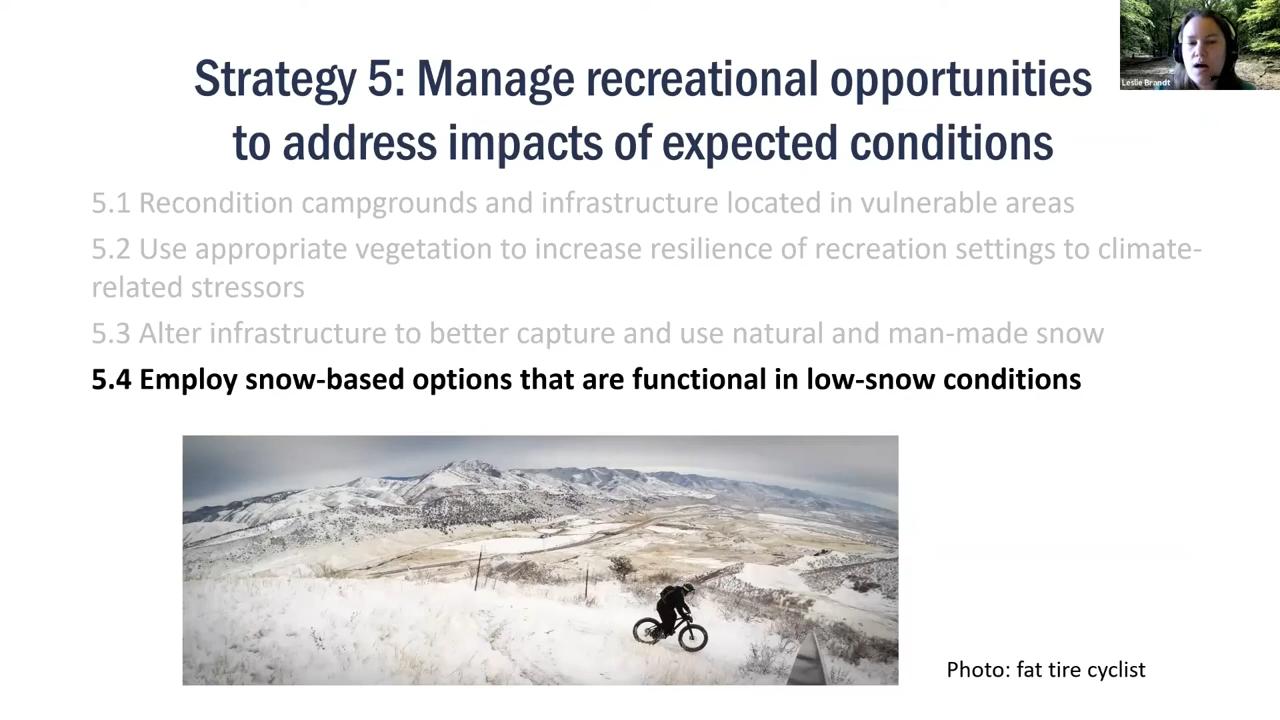 Strategy 5: Manage recreational opportunities
to address impacts of expected conditions
Leslie Brandt
5.1 Recondition campgrounds and infrastructure located in vulnerable areas
5.2 Use appropriate vegetation to increase resilience of recreation settings to climate-
related stressors
5.3 Alter infrastructure to better capture and use natural and man-made snow
5.4 Employ snow-based options that are functional in low-snow conditions
Photo: fat tire cyclist